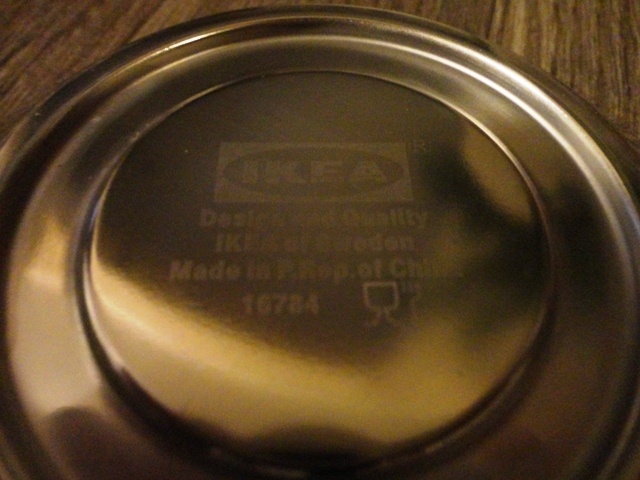 IKEA®
Design and Quality
IKEA of Sweden
Made in P.Rep.of China
16784